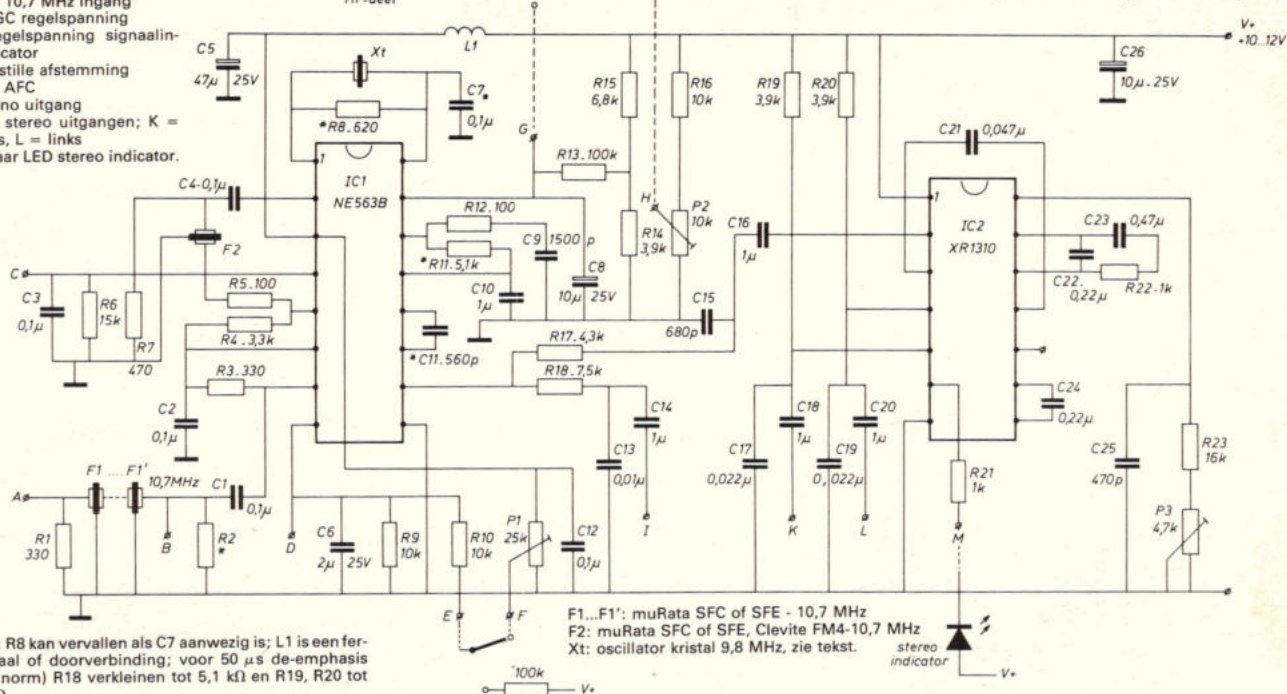 10,7 MHz ingang
GC regelspanning
egelspanning signaalin-
cator
stille afstemming
AFC
no uitgang
stereo uitgangen; K =
s, L = links
aar LED stereo indicator.
C5
47µ 25V
Xt
L1
*R8.620
C7*
0,1µ
G
R15
6,8k
R16
10k
R19
3,9k
R20
3,9k
C26
10µ-25V
V+
+10...12V
C21 0,047µ
R13.100k
C4-0,1µ
1
IC1
NE563B
R12.100
*R11.5,1k
C9 1500 p
C8
10µ 25V
C10
1µ
*C11.560p
H
R14
3,9k
P2
10k
C16
1µ
1
IC2
XR1310
C23
0,47µ
C22-
0,22µ
R22-1k
C
F2
C3
0,1µ
R6
15k
R7
470
R5.100
R4.3,3k
R3.330
C2
0,1µ
C15
680p
R17.4,3k
R18.7,5k
C14
1µ
C13
0,01µ
C17
0,022µ
C18
1µ
C19
0,022µ
C20
1µ
C24
0,22µ
R21
1k
C25
470p
R23
16k
P3
4,7k
A
F1 .... F1'
10,7MHz
C1
0,1µ
R1
330
B
R2
*
D
C6
2µ 25V
R9
10k
R10
10k
P1
25k
C12
0,1µ
I
K
L
M
E
F
F1...F1': muRata SFC of SFE - 10,7 MHz
F2: muRata SFC of SFE, Clevite FM4-10,7 MHz
Xt: oscillator kristal 9,8 MHz, zie tekst.
stereo
indicator
V+
R8 kan vervallen als C7 aanwezig is; L1 is een fer-
aal of doorverbinding; voor 50 µs de-emphasis
norm) R18 verkleinen tot 5,1 kΩ en R19, R20 tot
100k
V+